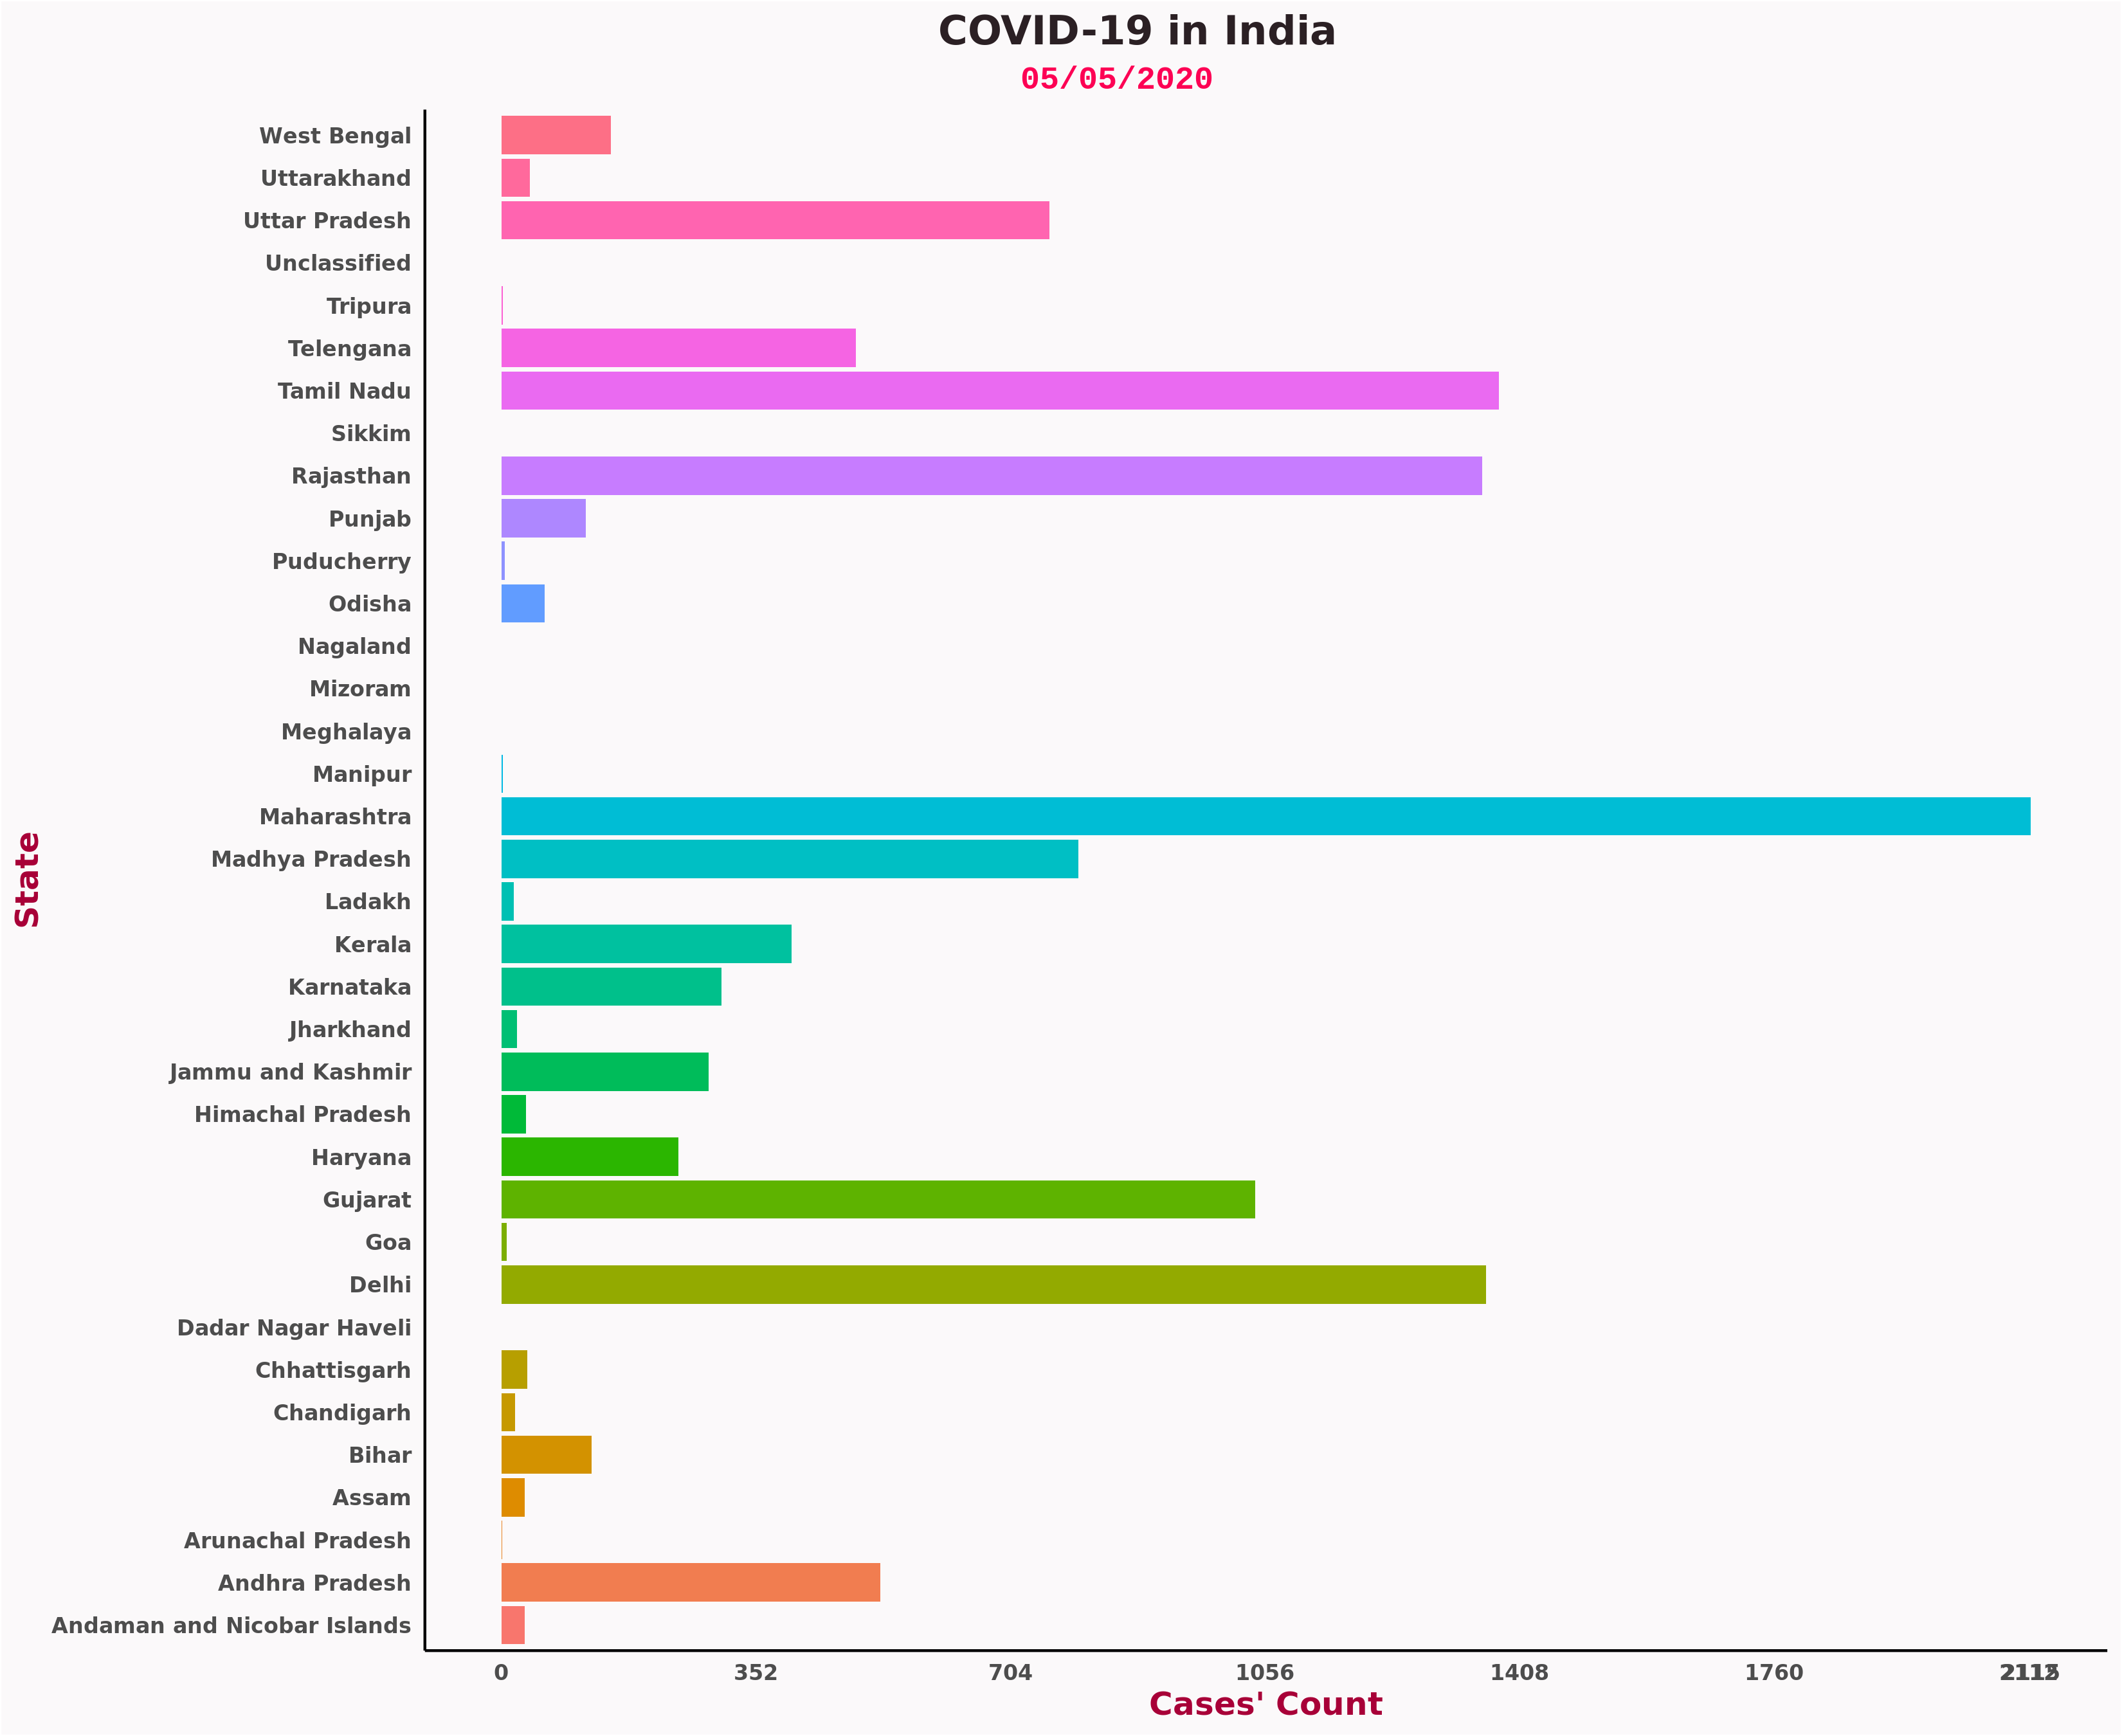 COVID-19 in India
05/05/2020
West Bengal
Uttarakhand
Uttar Pradesh
Unclassified
Tripura
Telengana
Tamil Nadu
Sikkim
Rajasthan
Punjab
Puducherry
Odisha
Nagaland
Mizoram
Meghalaya
Manipur
Maharashtra
Madhya Pradesh
Ladakh
Kerala
Karnataka
Jharkhand
Jammu and Kashmir
Himachal Pradesh
Haryana
Gujarat
Goa
Delhi
Dadar Nagar Haveli
Chhattisgarh
Chandigarh
Bihar
Assam
Arunachal Pradesh
Andhra Pradesh
Andaman and Nicobar Islands
State
0 352 704 1056 1408 1760 2112 2115
Cases' Count